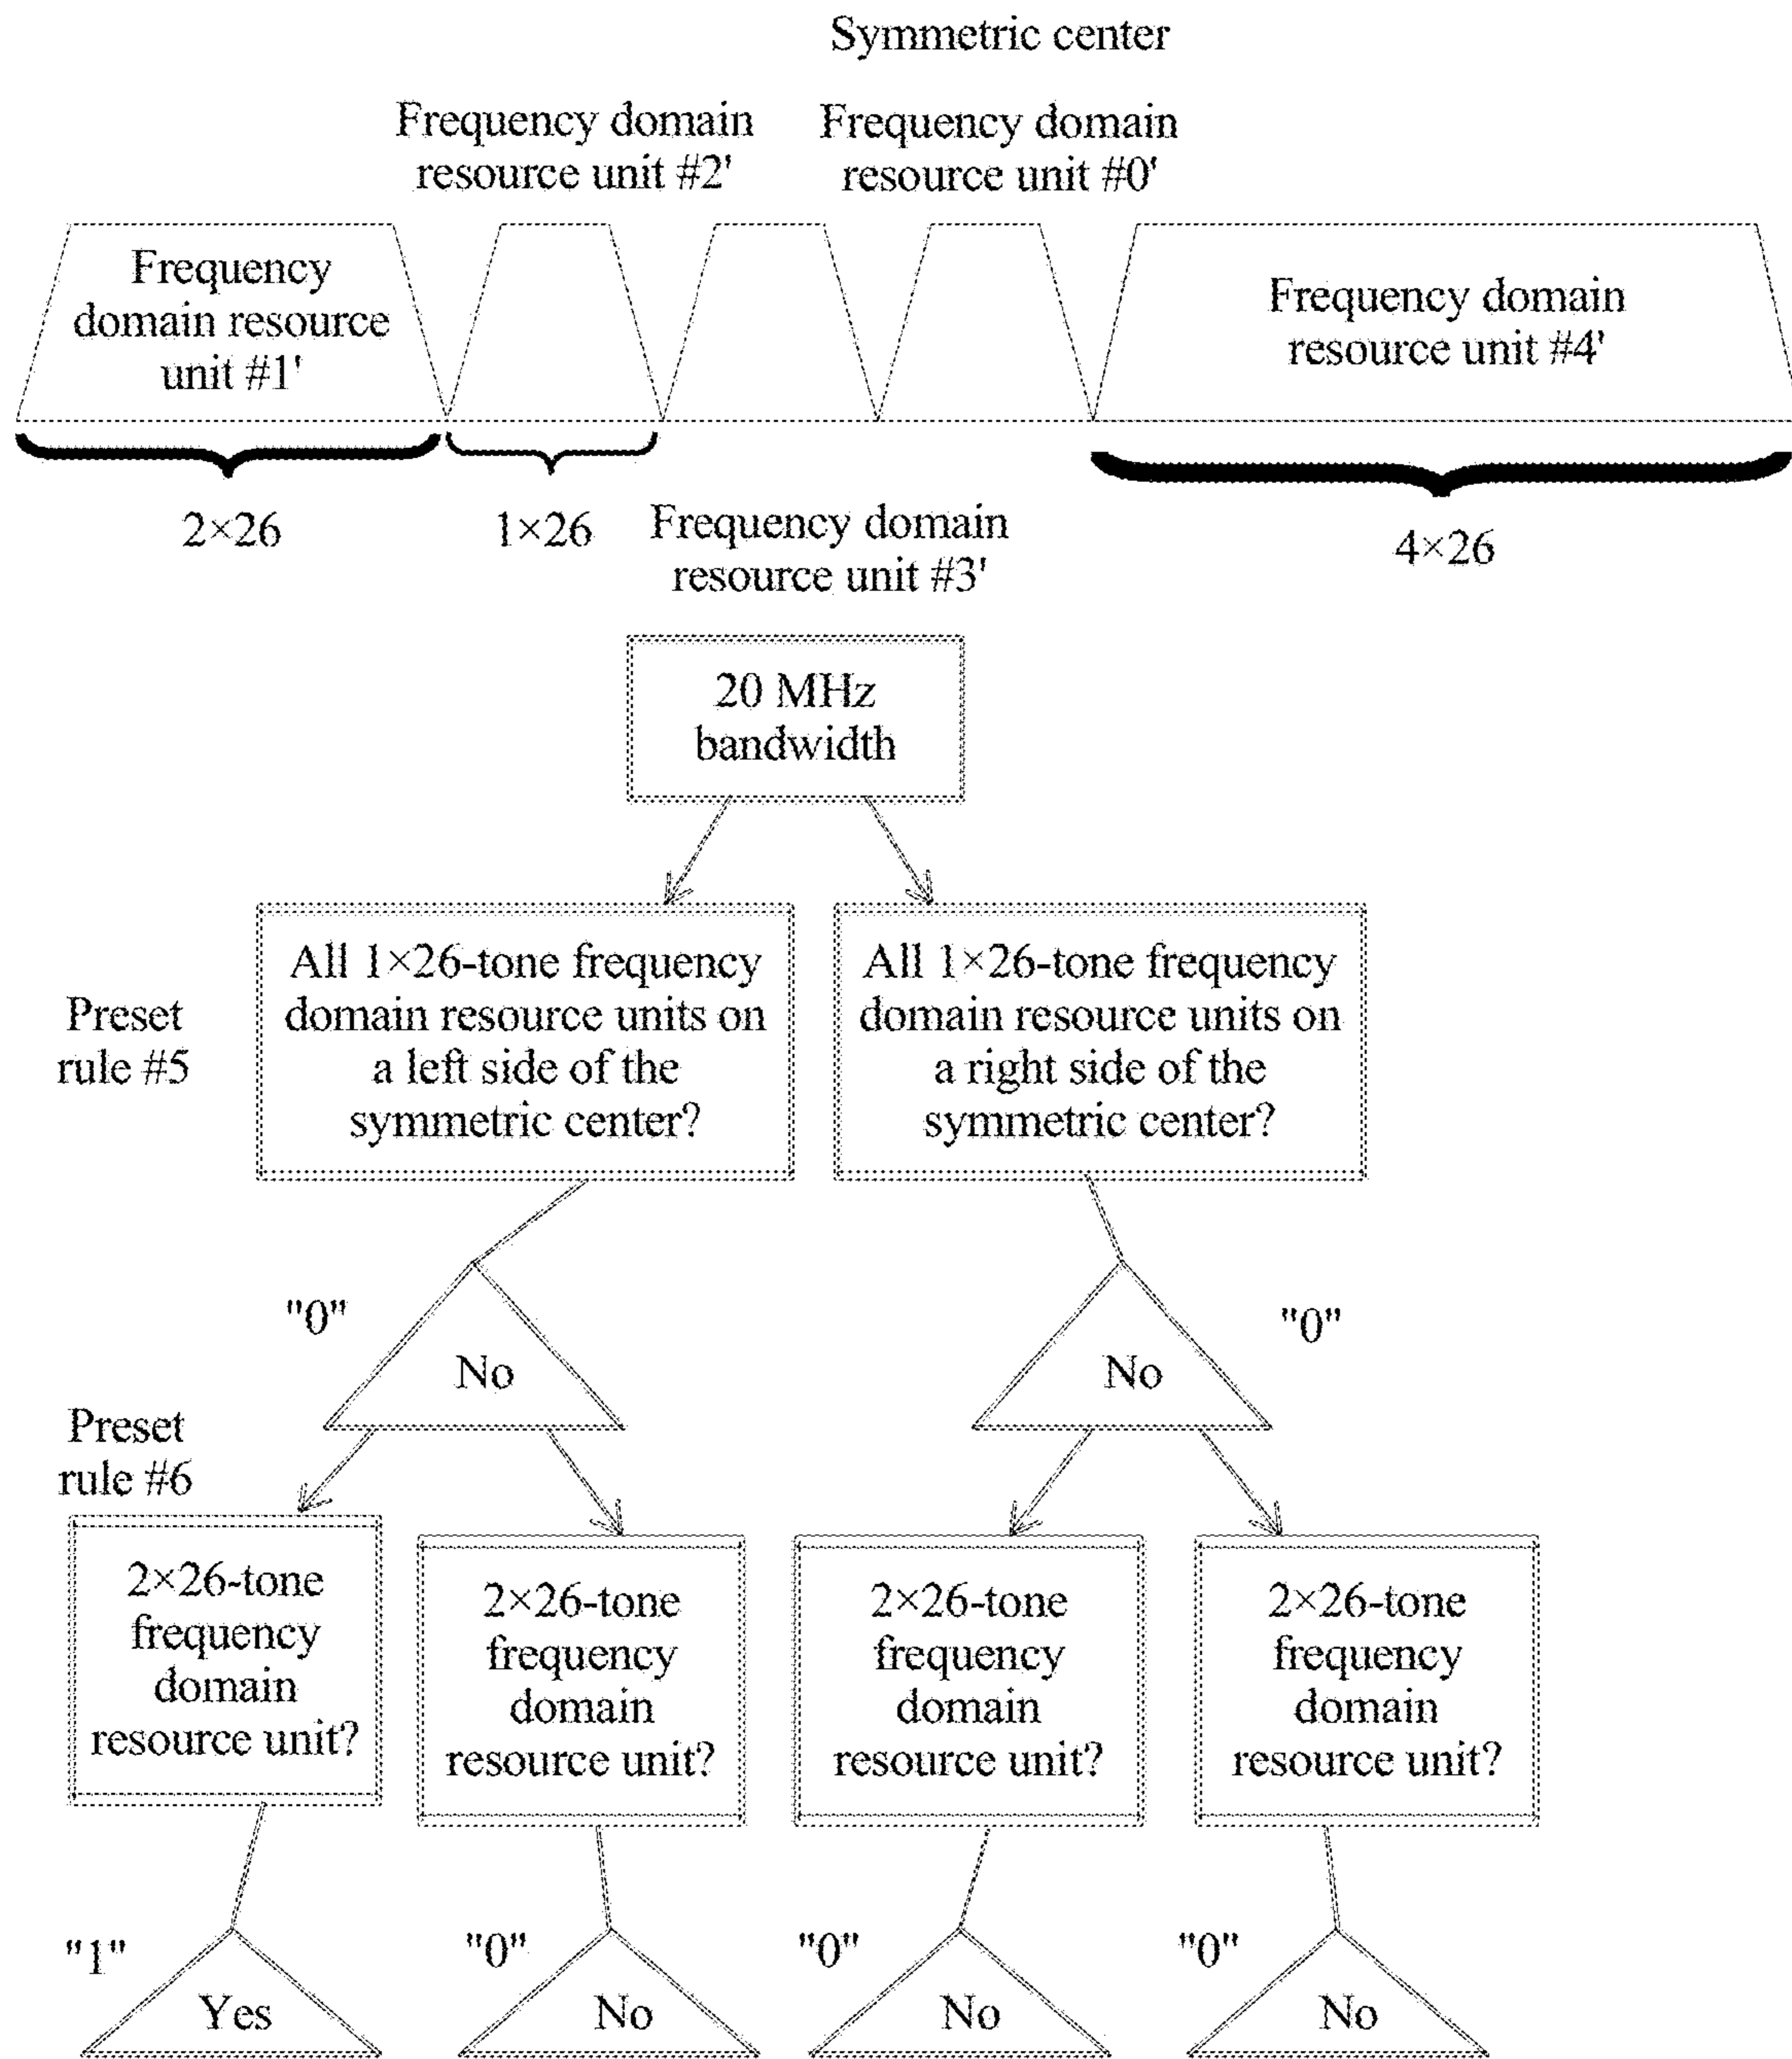 Symmetric center
Frequency domain
resource unit #2'
Frequency domain
resource unit #0'
Frequency
domain resource
unit #1'
Frequency domain
resource unit #4'
2×26
1×26
Frequency domain
resource unit #3'
4×26
20 MHz
bandwidth
Preset
rule #5
All 1×26-tone frequency
domain resource units on
a left side of the
symmetric center?
All 1×26-tone frequency
domain resource units on
a right side of the
symmetric center?
"0"
No
No
"0"
Preset
rule #6
2×26-tone
frequency
domain
resource unit?
2×26-tone
frequency
domain
resource unit?
2×26-tone
frequency
domain
resource unit?
2×26-tone
frequency
domain
resource unit?
"1"
Yes
"0"
No
"0"
No
"0"
No